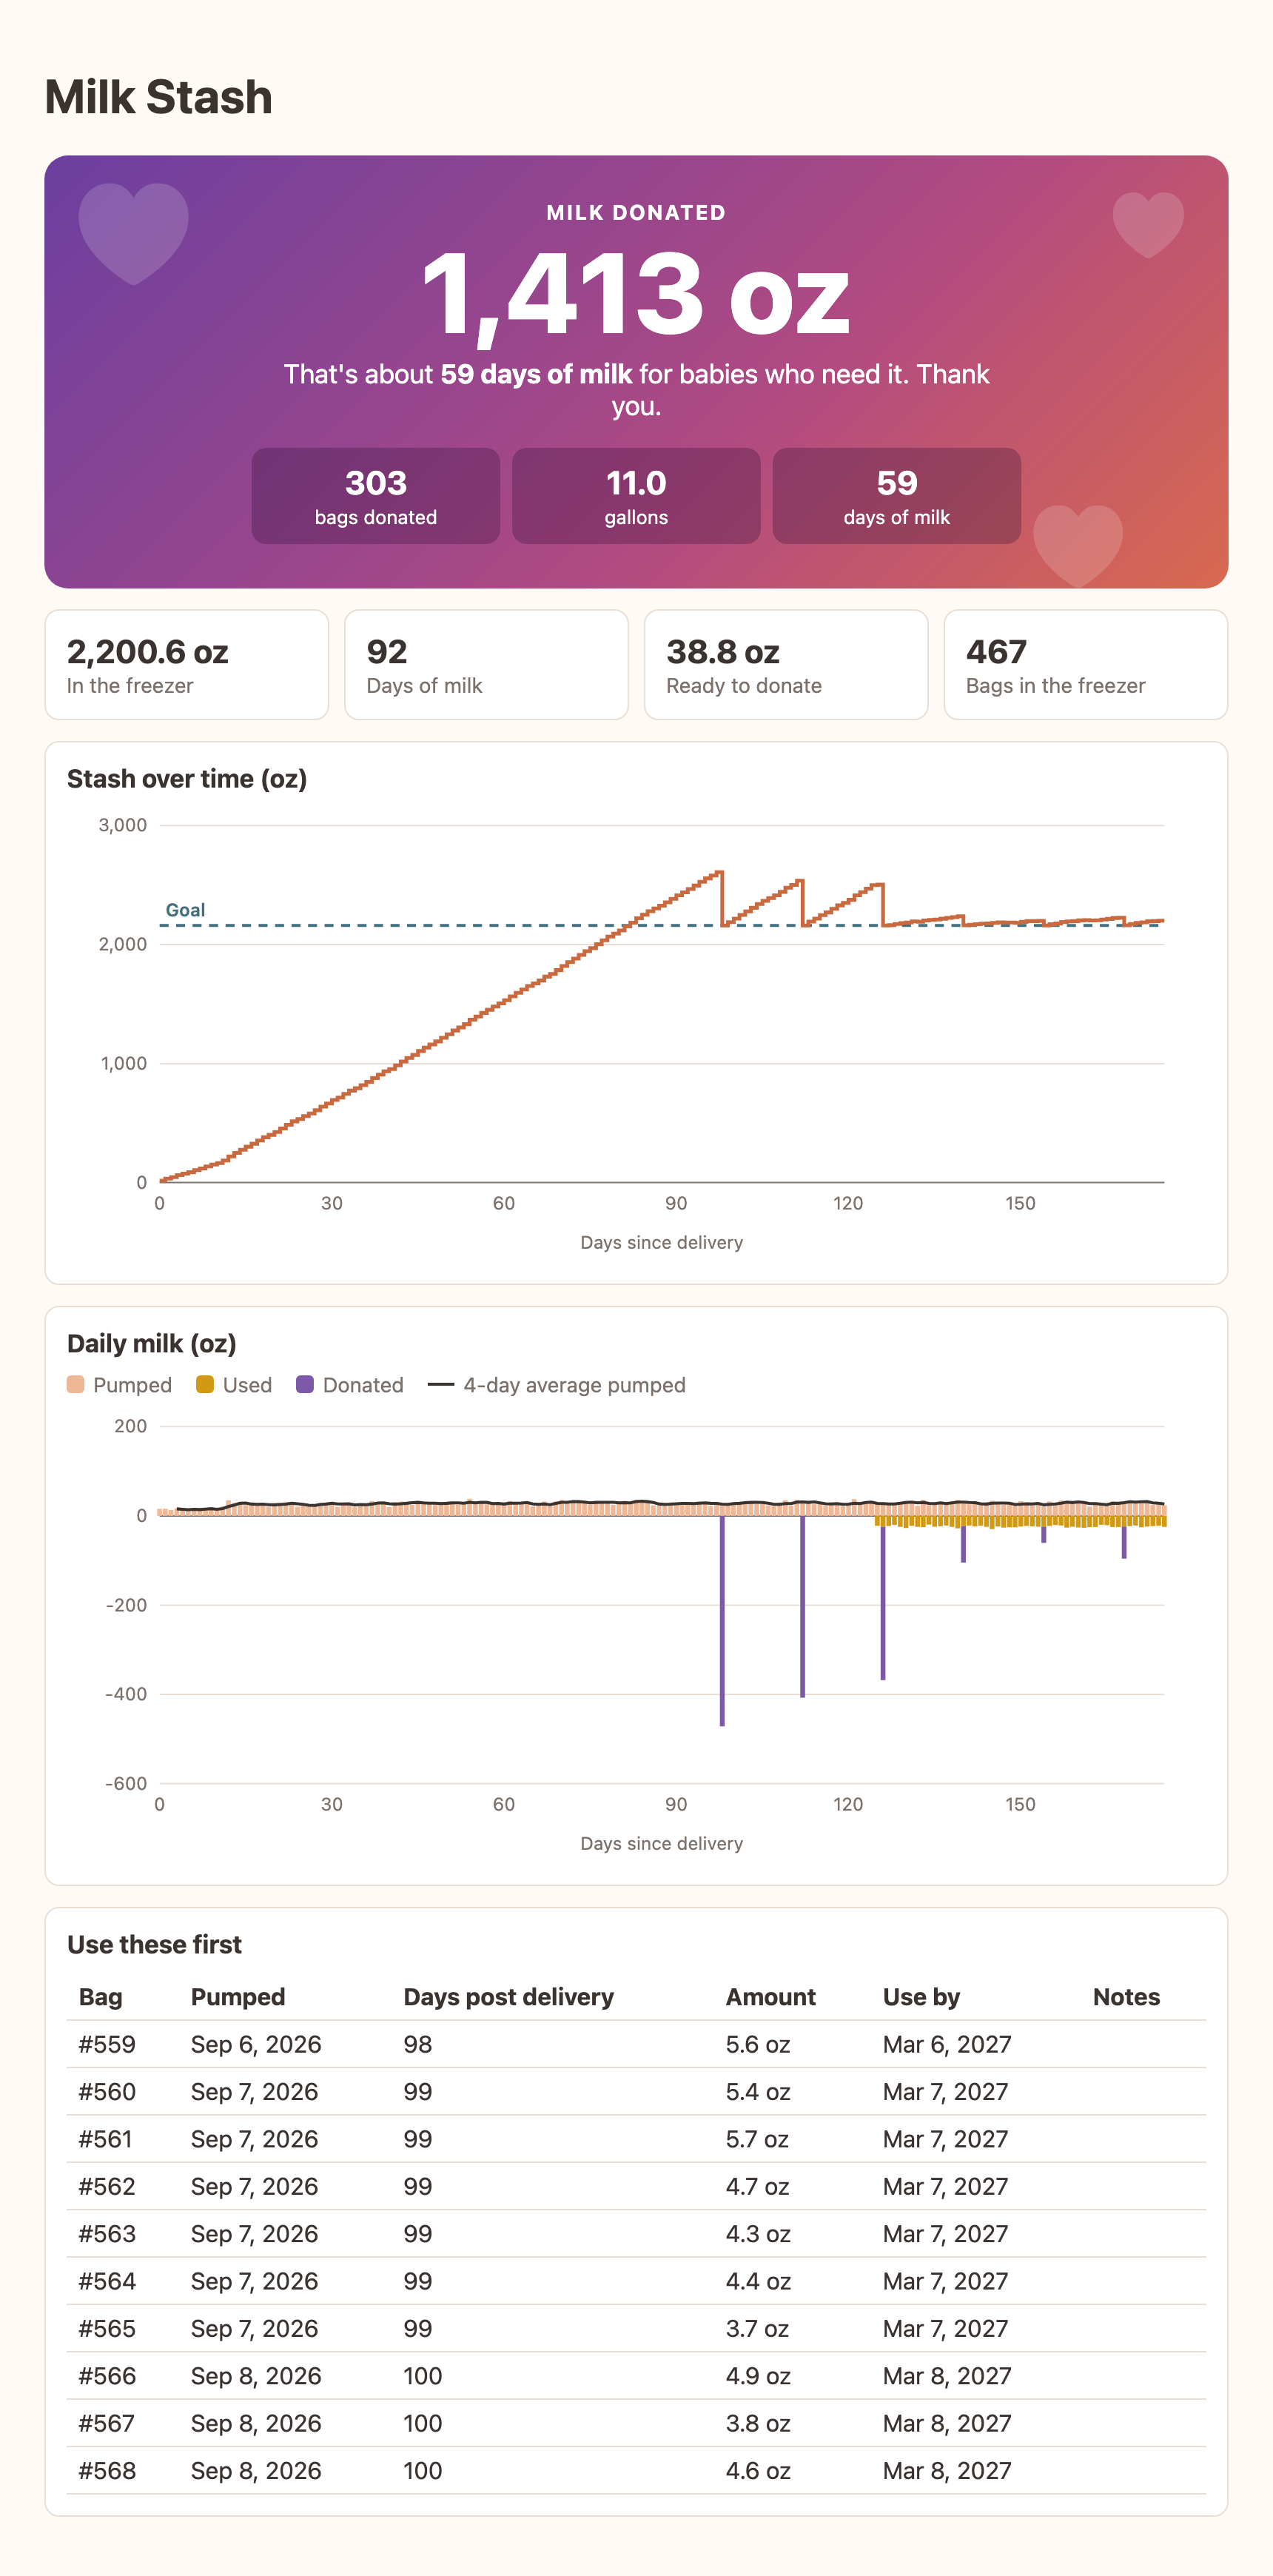 Milk Stash
MILK DONATED
1,413 oz
That's about 59 days of milk for babies who need it. Thank
you.
303
bags donated
11.0
gallons
59
days of milk
2,200.6 oz
In the freezer
92
Days of milk
38.8 oz
Ready to donate
467
Bags in the freezer
Stash over time (oz)
3,000
Goal
2,000
1,000
0
0 30 60 90 120 150
Days since delivery
Daily milk (oz)
Pumped Used Donated 4-day average pumped
200
0
-200
-400
-600
0 30 60 90 120 150
Days since delivery
Use these first
Bag Pumped Days post delivery Amount Use by Notes
#559 Sep 6, 2026 98 5.6 oz Mar 6, 2027
#560 Sep 7, 2026 99 5.4 oz Mar 7, 2027
#561 Sep 7, 2026 99 5.7 oz Mar 7, 2027
#562 Sep 7, 2026 99 4.7 oz Mar 7, 2027
#563 Sep 7, 2026 99 4.3 oz Mar 7, 2027
#564 Sep 7, 2026 99 4.4 oz Mar 7, 2027
#565 Sep 7, 2026 99 3.7 oz Mar 7, 2027
#566 Sep 8, 2026 100 4.9 oz Mar 8, 2027
#567 Sep 8, 2026 100 3.8 oz Mar 8, 2027
#568 Sep 8, 2026 100 4.6 oz Mar 8, 2027